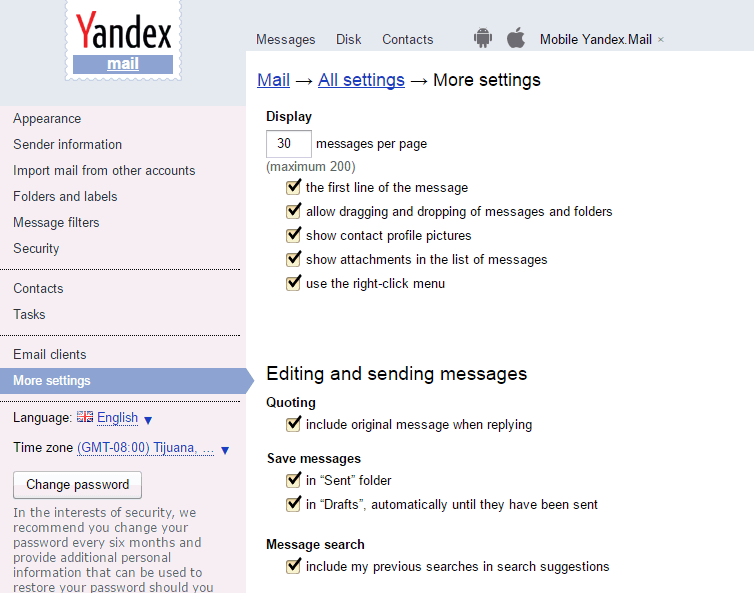 Yandex
mail
Messages Disk Contacts Mobile Yandex.Mail ×
Mail → All settings → More settings
Appearance
Sender information
Import mail from other accounts
Folders and labels
Message filters
Security
Contacts
Tasks
Email clients
More settings
Language: English
Time zone (GMT-08:00) Tijuana, ...
Change password
In the interests of security, we
recommend you change your
password every six months and
provide additional personal
information that can be used to
restore your password should you
Display
30 messages per page
(maximum 200)
the first line of the message
allow dragging and dropping of messages and folders
show contact profile pictures
show attachments in the list of messages
use the right-click menu
Editing and sending messages
Quoting
include original message when replying
Save messages
in “Sent” folder
in “Drafts”, automatically until they have been sent
Message search
include my previous searches in search suggestions